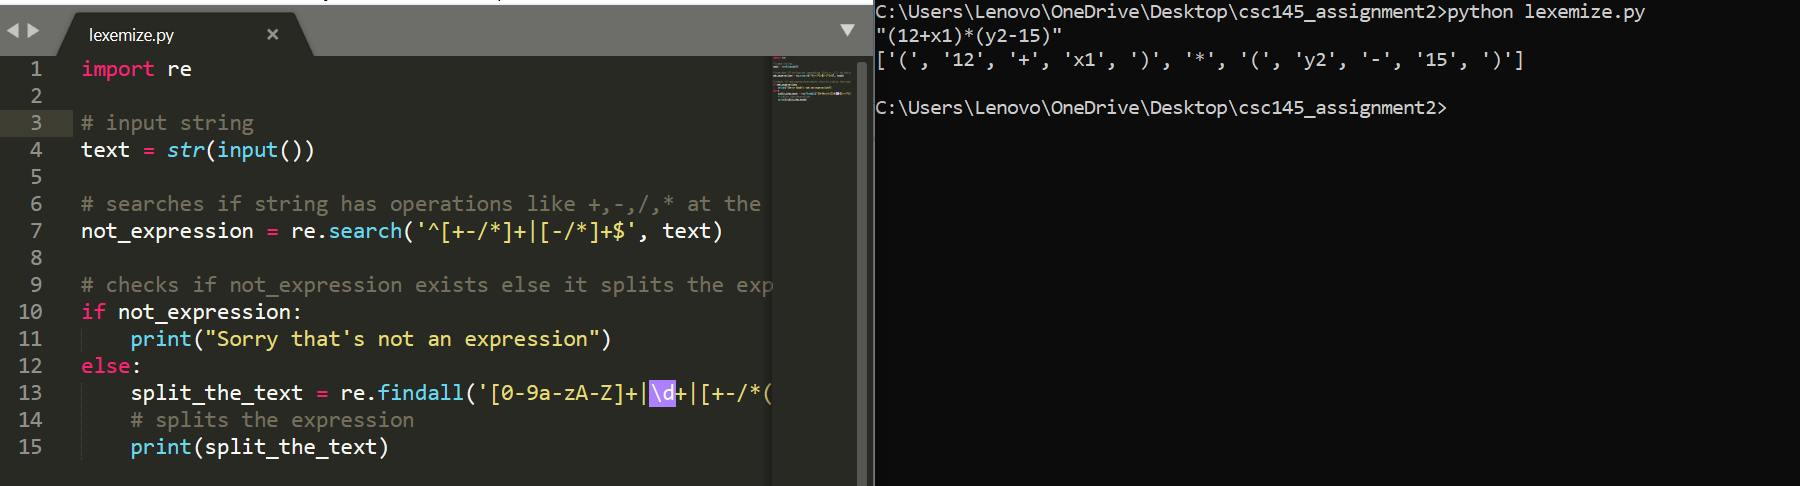 lexemize.py ×
1 import re
2
3 # input string
4 text = str(input())
5
6 # searches if string has operations like +,-,/,* at the
7 not_expression = re.search('^[+-/*]+|[-/*]+$', text)
8
9 # checks if not_expression exists else it splits the exp
10 if not_expression:
11 print("Sorry that's not an expression")
12 else:
13 split_the_text = re.findall('[0-9a-zA-Z]+|\d+|[+-/*(
14 # splits the expression
15 print(split_the_text)
C:\Users\Lenovo\OneDrive\Desktop\csc145_assignment2>python lexemize.py
"(12+x1)*(y2-15)"
['(', '12', '+', 'x1', ')', '*', '(', 'y2', '-', '15', ')']
C:\Users\Lenovo\OneDrive\Desktop\csc145_assignment2>